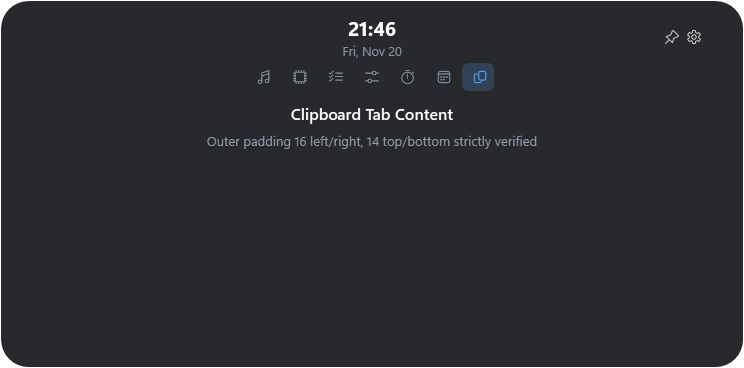 21:46
Fri, Nov 20
Clipboard Tab Content
Outer padding 16 left/right, 14 top/bottom strictly verified